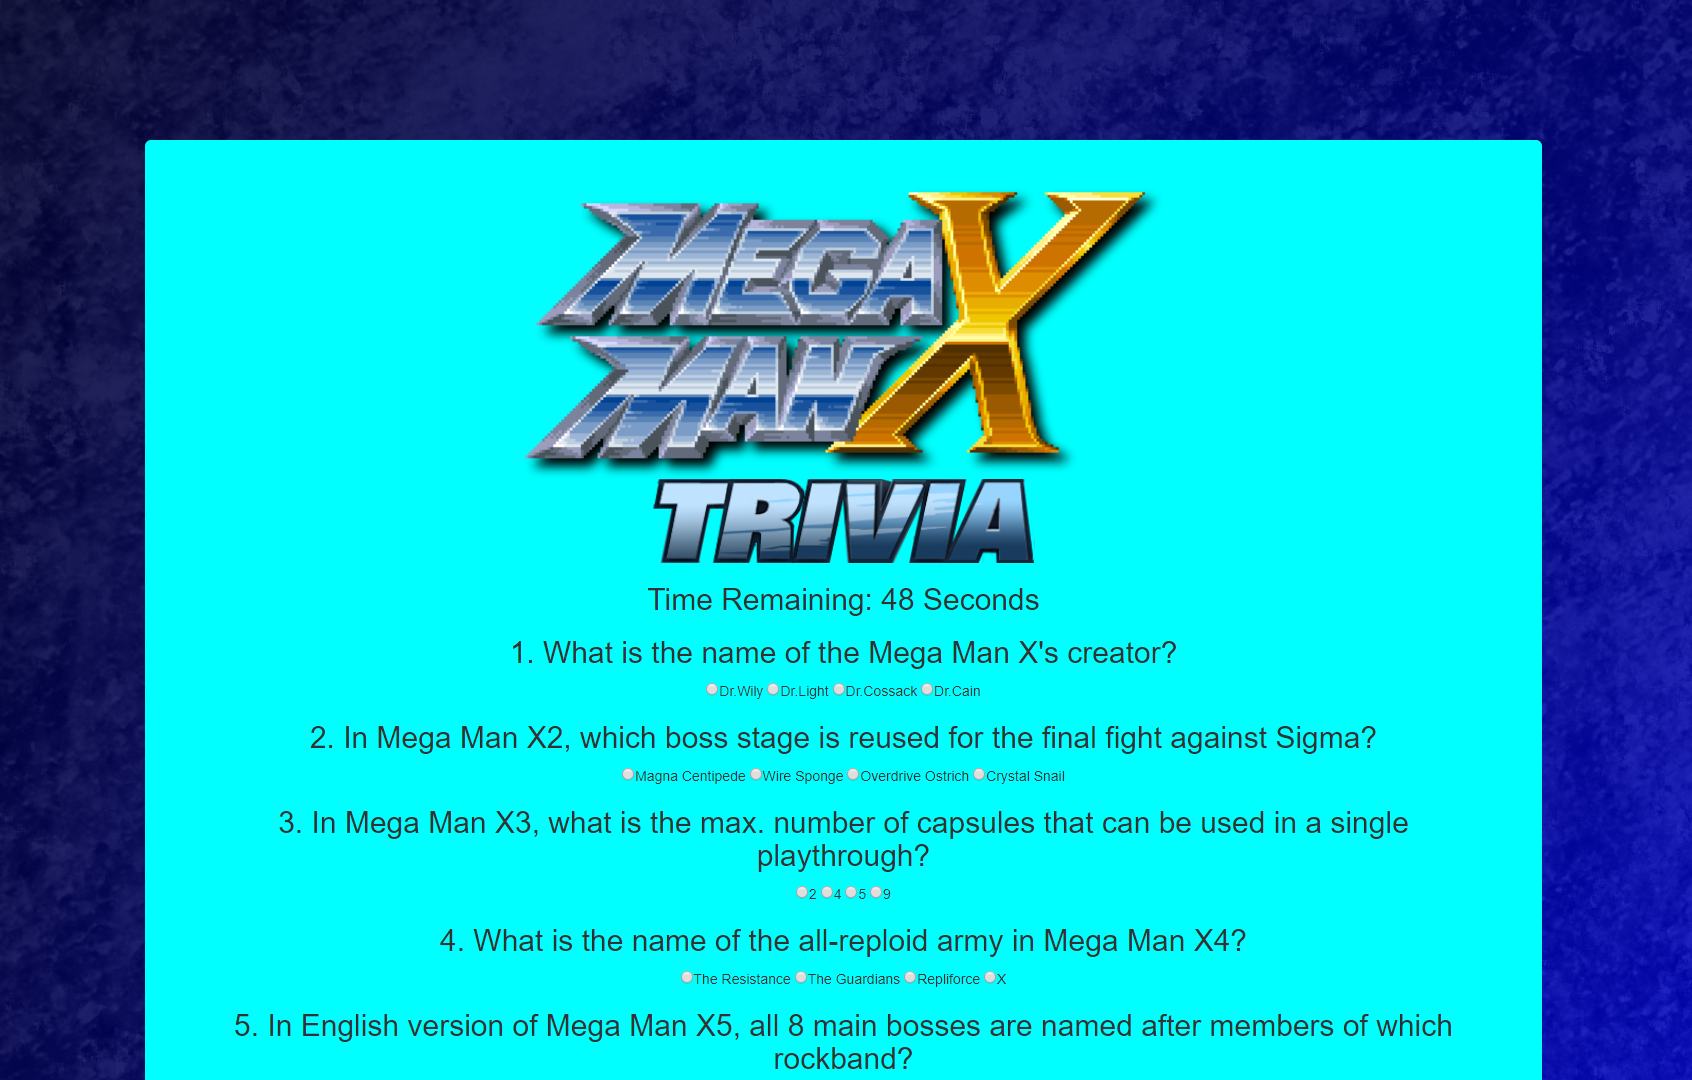 MEGA
MAN X
TRIVIA
Time Remaining: 48 Seconds
1. What is the name of the Mega Man X's creator?
Dr.Wily Dr.Light Dr.Cossack Dr.Cain
2. In Mega Man X2, which boss stage is reused for the final fight against Sigma?
Magna Centipede Wire Sponge Overdrive Ostrich Crystal Snail
3. In Mega Man X3, what is the max. number of capsules that can be used in a single
playthrough?
2 4 5 9
4. What is the name of the all-reploid army in Mega Man X4?
The Resistance The Guardians Repliforce X
5. In English version of Mega Man X5, all 8 main bosses are named after members of which
rockband?